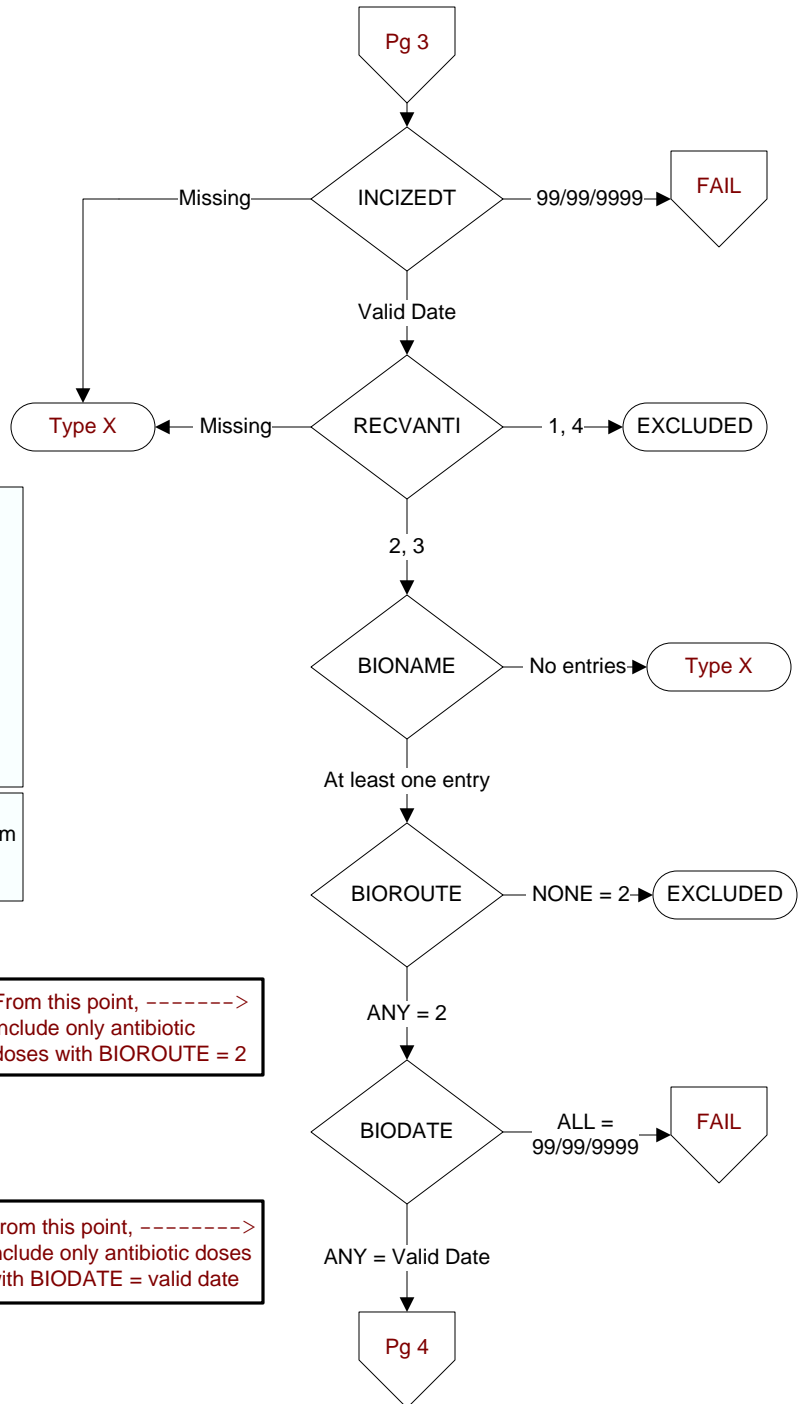 Pg 3
Missing
INCIZEDT
99/99/9999
FAIL
Valid Date
Type X
Missing
RECVANTI
1, 4
EXCLUDED
2, 3
BIONAME
No entries
Type X
At least one entry
m
BIOROUTE
NONE = 2
EXCLUDED
From this point, ------->
include only antibiotic
doses with BIOROUTE = 2
ANY = 2
BIODATE
ALL =
99/99/9999
FAIL
From this point, -------->
include only antibiotic doses
with BIODATE = valid date
ANY = Valid Date
Pg 4